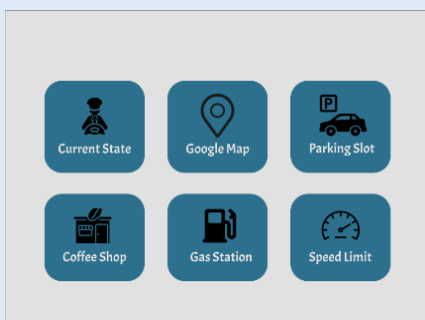 Current State
Google Map
P
Parking Slot
Coffee Shop
Gas Station
Speed Limit